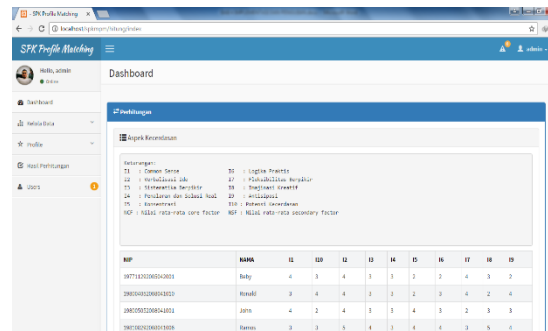 SPK Profile Matching
localhost/spkmpm/hitung/index
SPK Profile Matching
admin
Hello, admin
Online
Dashboard
Dashboard
Kelola Data
Profile
Hasil Perhitungan
Users
Perhitungan
Aspek Kecerdasan
Keterangan:
I1 : Common Sense I6 : Logika Praktis
I2 : Verbalisasi Ide I7 : Fleksibilitas Berpikir
I3 : Sistematika Berpikir I8 : Imajinasi Kreatif
I4 : Penalaran dan Solusi Real I9 : Antisipasi
I5 : Konsentrasi I10 : Potensi Kecerdasan
NCF : Nilai rata-rata core factor NSF : Nilai rata-rata secondary factor
NIP NAMA I1 I10 I2 I3 I4 I5 I6 I7 I8 I9
Baby 4 3 4 3 3 2 2 4 3 2
Ronald 3 4 4 3 3 2 3 4 2 4
John 4 2 4 3 3 4 3 2 3 3
Ramos 3 3 5 4 3 4 4 3 5 4